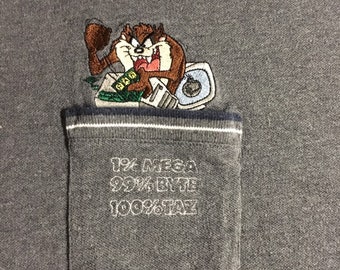 1% MEGA
99% BYTE
100% TAZ